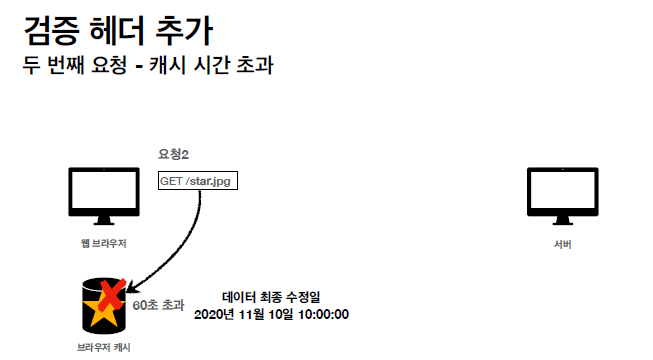 검증 헤더 추가
두 번째 요청 - 캐시 시간 초과
요청2
GET /star.jpg
웹 브라우저
서버
60초 초과
데이터 최종 수정일
2020년 11월 10일 10:00:00
브라우저 캐시